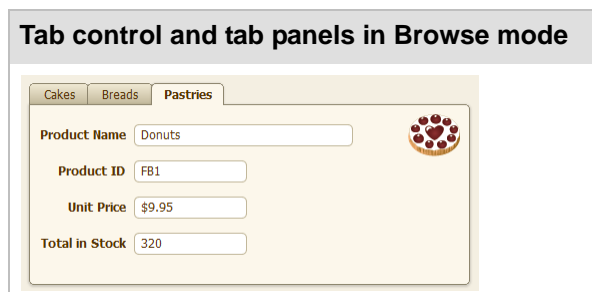 Tab control and tab panels in Browse mode
Cakes Breads Pastries
Product Name Donuts
Product ID FB1
Unit Price $9.95
Total in Stock 320